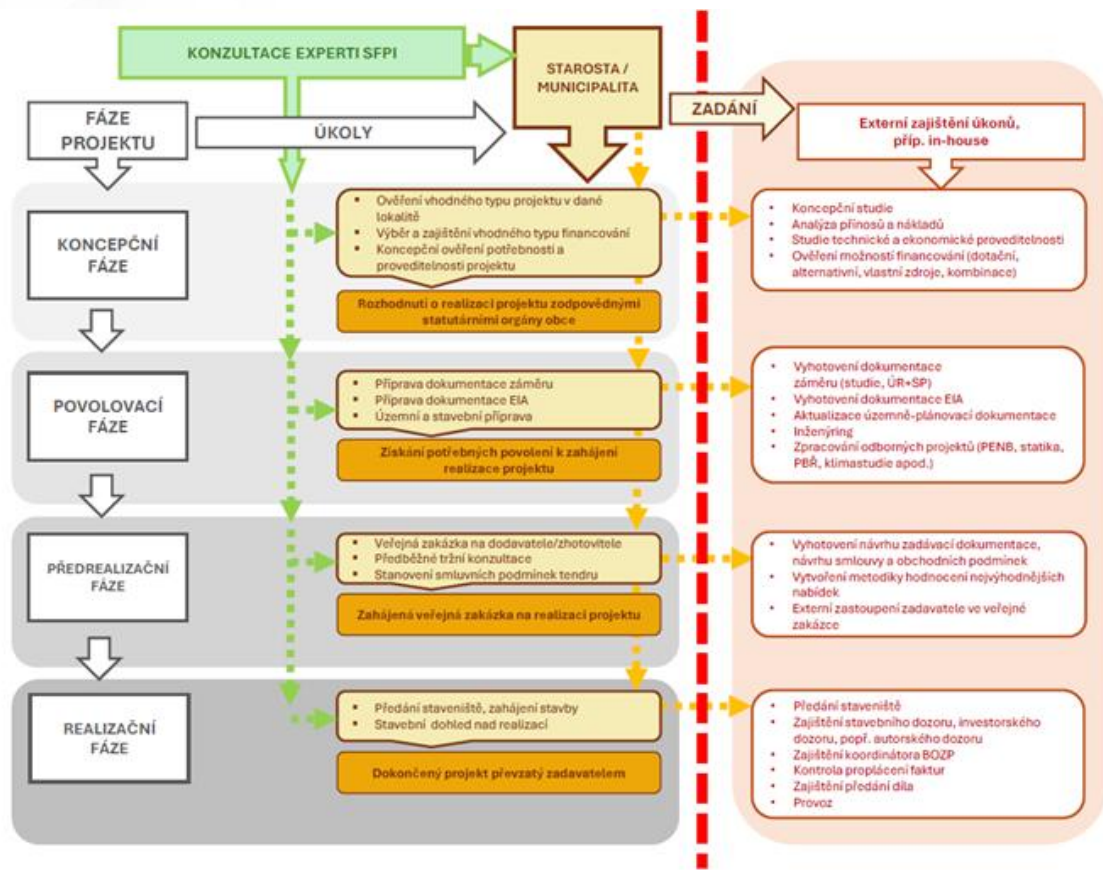 KONZULTACE EXPERTI SFPI
STAROSTA /
MUNICIPALITA
FÁZE
PROJEKTU
ÚKOLY
ZADÁNÍ
Externí zajištění úkonů,
příp. in-house
KONCEPČNÍ
FÁZE
▪ Ověření vhodného typu projektu v dané
lokalitě
▪ Výběr a zajištění vhodného typu financování
▪ Koncepční ověření potřebnosti a
proveditelnosti projektu
Rozhodnutí o realizaci projektu zodpovědnými
statutárními orgány obce
• Koncepční studie
• Analýza přínosů a nákladů
• Studie technické a ekonomické proveditelnosti
• Ověření možností financování (dotační,
alternativní, vlastní zdroje, kombinace)
POVOLOVACÍ
FÁZE
▪ Příprava dokumentace záměru
▪ Příprava dokumentace EIA
▪ Územní a stavební příprava
Získání potřebných povolení k zahájení
realizace projektu
• Vyhotovení dokumentace
záměru (studie, ÚR+SP)
• Vyhotovení dokumentace EIA
• Aktualizace územně-plánovací dokumentace
• Inženýring
• Zpracování odborných projektů (PENB, statika,
PBŘ, klimastudie apod.)
PŘEDREALIZAČNÍ
FÁZE
▪ Veřejná zakázka na dodavatele/zhotovitele
▪ Předběžné tržní konzultace
▪ Stanovení smluvních podmínek tendru
Zahájená veřejná zakázka na realizaci projektu
• Vyhotovení návrhu zadávací dokumentace,
návrhu smlouvy a obchodních podmínek
• Vytvoření metodiky hodnocení nejvýhodnějších
nabídek
• Externí zastoupení zadavatele ve veřejné
zakázce
REALIZAČNÍ
FÁZE
▪ Předání staveniště, zahájení stavby
▪ Stavební dohled nad realizací
Dokončený projekt převzatý zadavatelem
• Předání staveniště
• Zajištění stavebního dozoru, investorského
dozoru, popř. autorského dozoru
• Zajištění koordinátora BOZP
• Kontrola proplácení faktur
• Zajištění předání díla
• Provoz